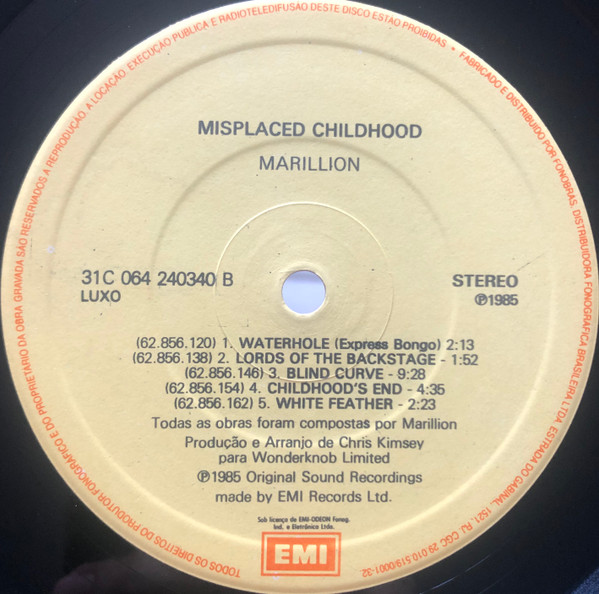 TODOS OS DIREITOS DO PRODUTOR FONOGRÁFICO E DO PROPRIETÁRIO DA OBRA GRAVADA SÃO RESERVADOS A REPRODUÇÃO, A LOCAÇÃO, EXECUÇÃO PUBLICA E RADIOTELEDIFUSÃO DESTE DISCO ESTÃO PROIBIDAS • FABRICADO E DISTRIBUIDO POR FONOBRÁS. DISTRIBUIDORA FONOGRÁFICA BRASILEIRA LTDA. ESTRADA DO GABINAL, 1521, RJ, CGC 29.010.519/0001-32
MISPLACED CHILDHOOD
MARILLION
31C 064 240340 B
LUXO
STEREO
℗1985
(62.856.120) 1. WATERHOLE (Express Bongo) 2:13
(62.856.138) 2. LORDS OF THE BACKSTAGE - 1:52
(62.856.146) 3. BLIND CURVE - 9:28
(62.856.154) 4. CHILDHOOD'S END - 4:35
(62.856.162) 5. WHITE FEATHER - 2:23
Todas as obras foram compostas por Marillion
Produção e Arranjo de Chris Kimsey
para Wonderknob Limited
℗1985 Original Sound Recordings
made by EMI Records Ltd.
Sob licença da EMI-ODEON Fonog.
Ind. e Eletrônica Ltda.
EMI